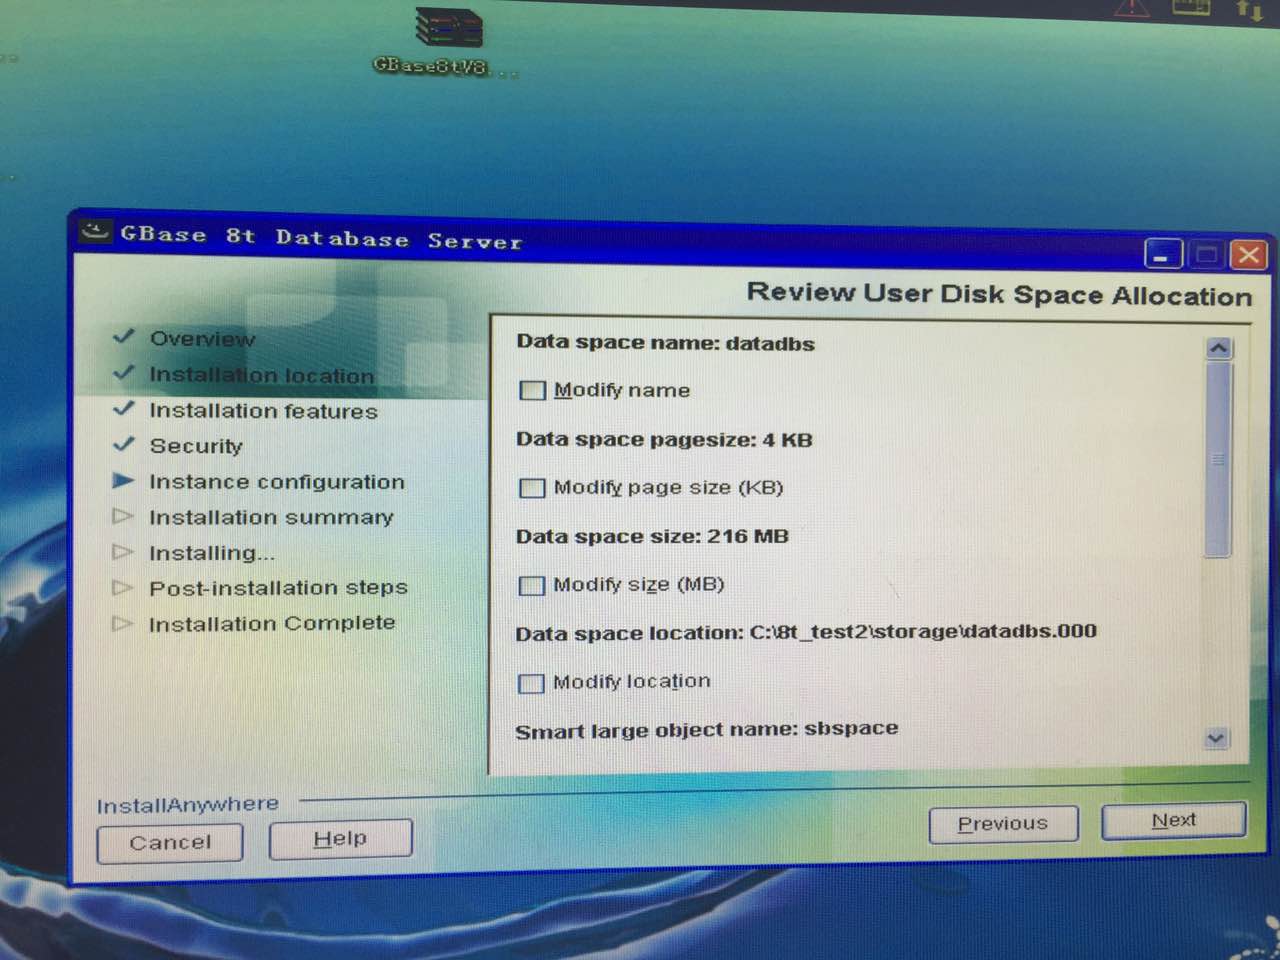 GBase8tV8...
GBase 8t Database Server
Review User Disk Space Allocation
Overview
Installation location
Installation features
Security
Instance configuration
Installation summary
Installing...
Post-installation steps
Installation Complete
Data space name: datadbs
Modify name
Data space pagesize: 4 KB
Modify page size (KB)
Data space size: 216 MB
Modify size (MB)
Data space location: C:\8t_test2\storage\datadbs.000
Modify location
Smart large object name: sbspace
InstallAnywhere
Cancel
Help
Previous
Next